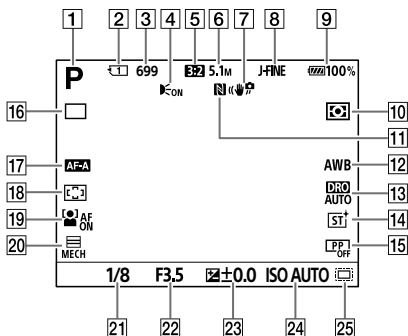 1 2 3 4 5 6 7 8 9
P 1 699 3:2 5.1M J-FINE 100%
ON N
16 10
11
17 AF-A AWB 12
18 DRO AUTO 13
19 AF ON ST+ 14
20 MECH PP OFF 15
1/8 F3.5 ±0.0 ISO AUTO
21 22 23 24 25